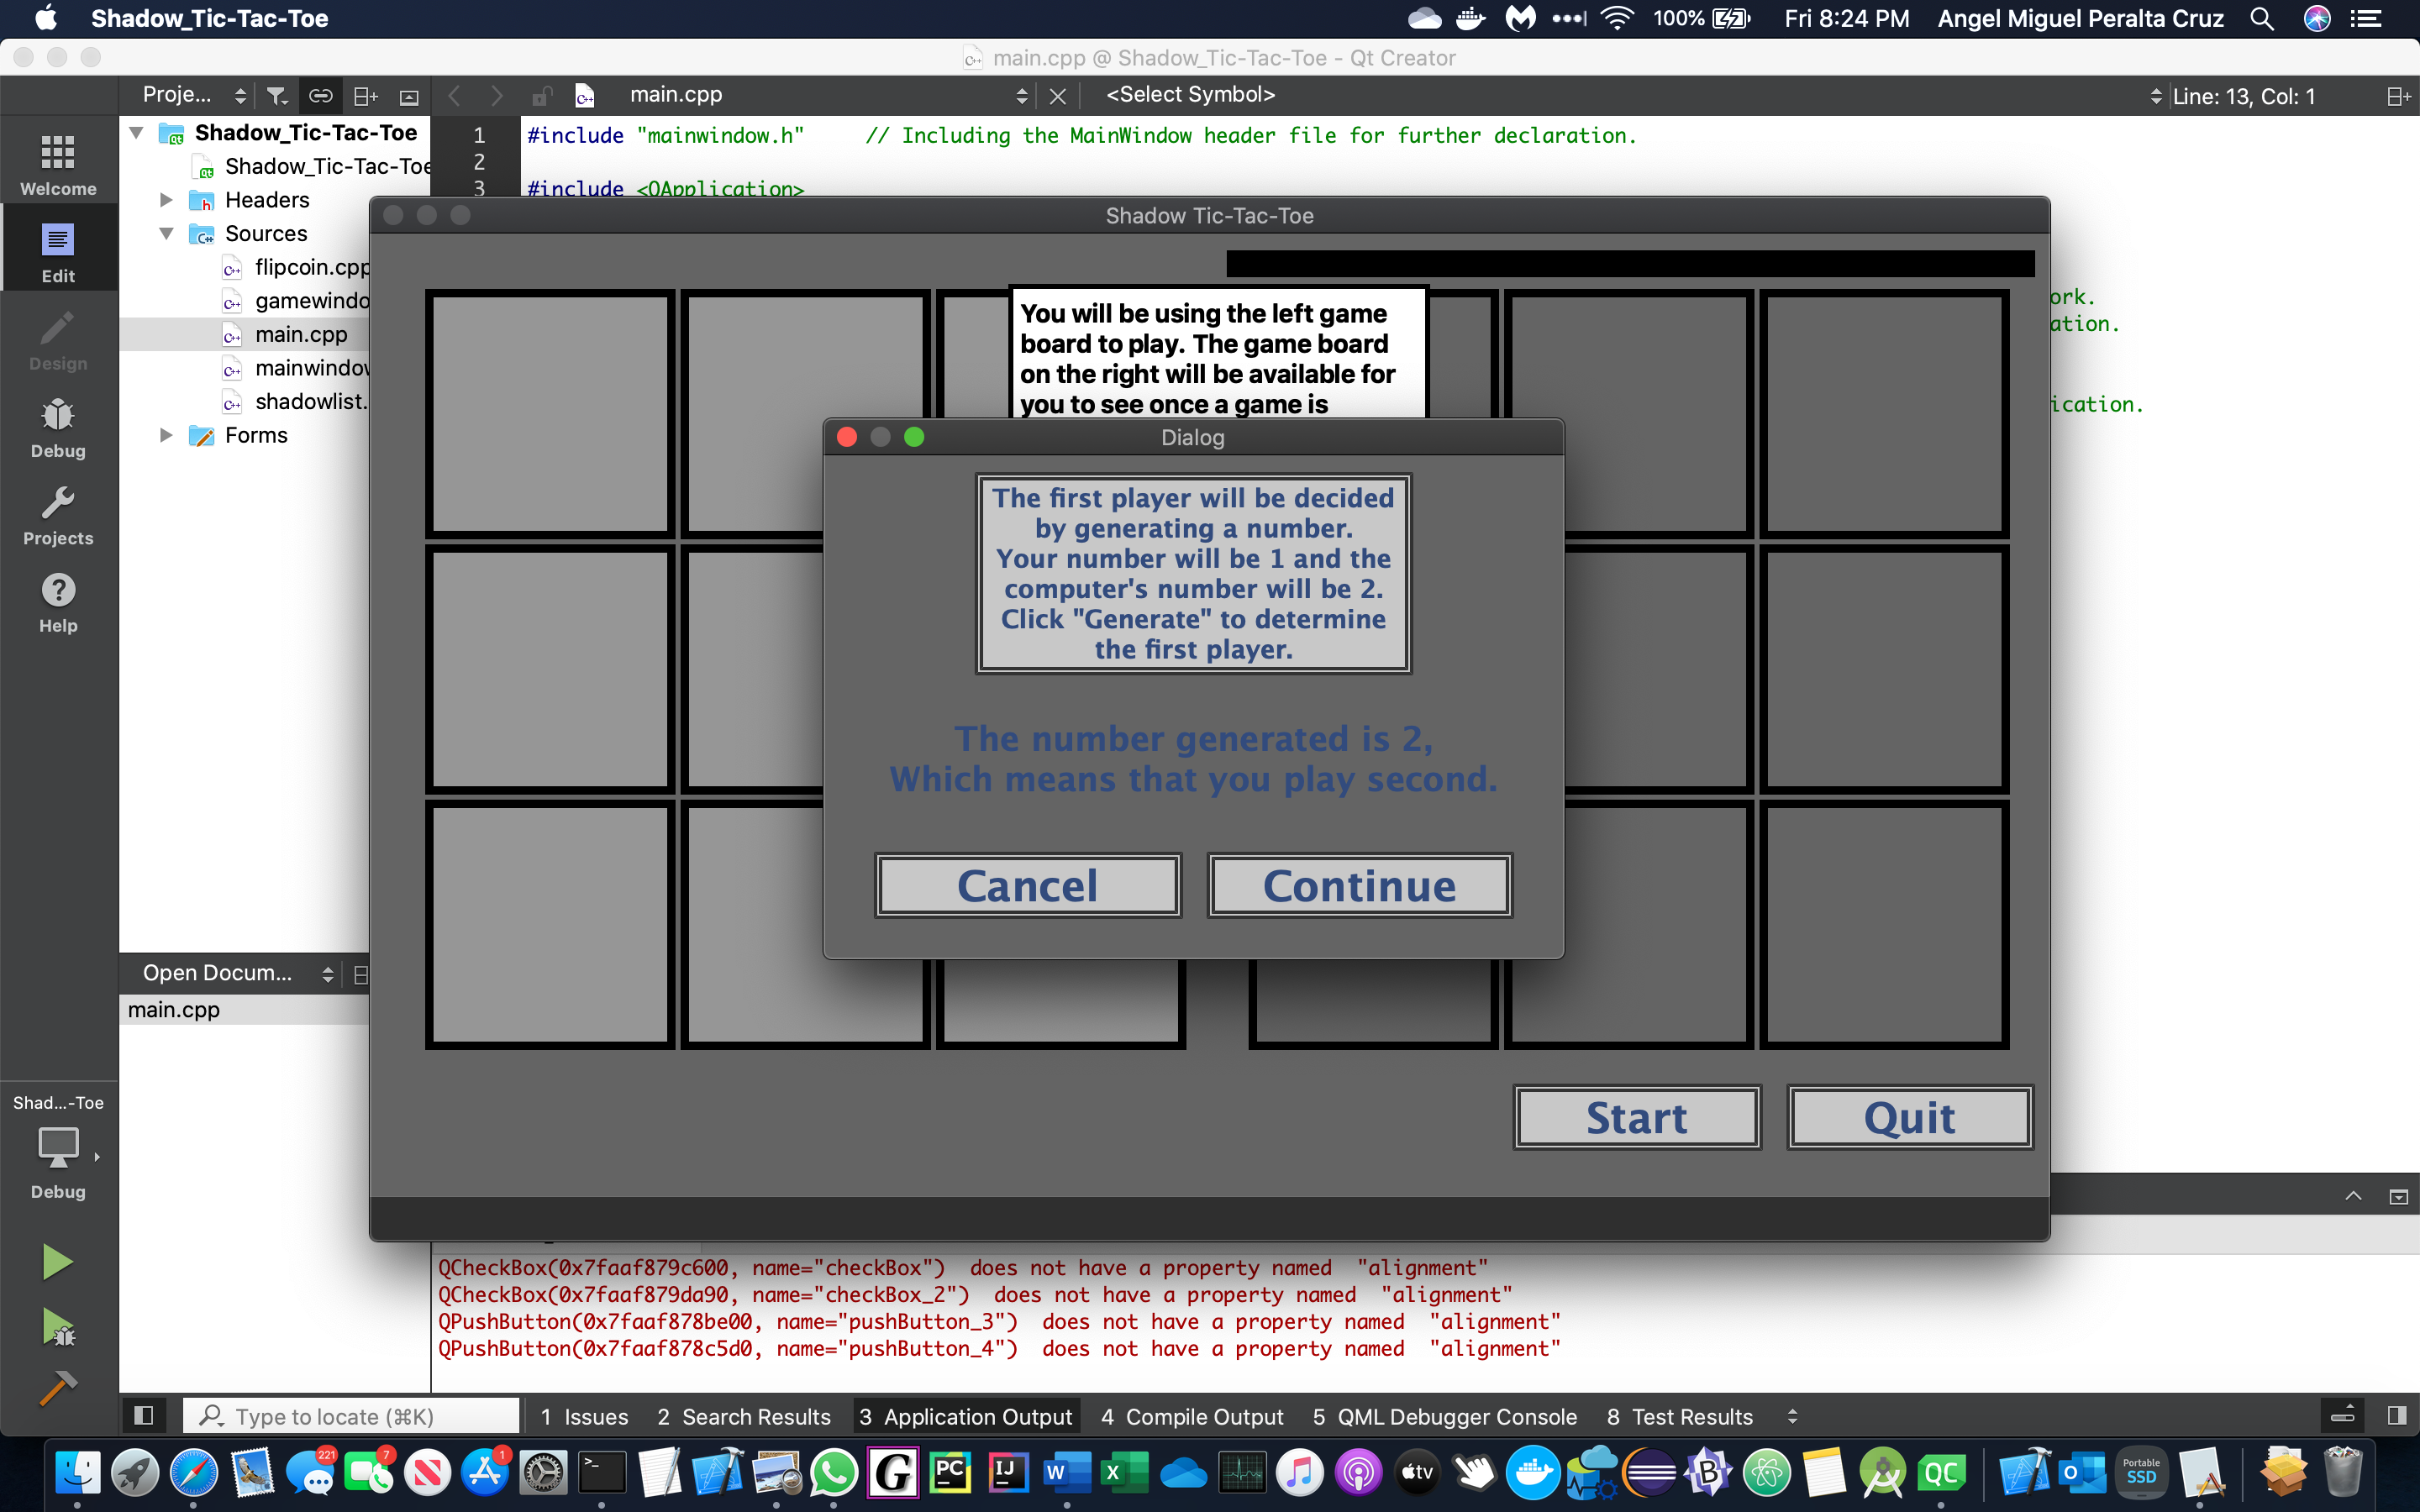 Shadow_Tic-Tac-Toe
100%
Fri 8:24 PM
Angel Miguel Peralta Cruz
main.cpp @ Shadow_Tic-Tac-Toe - Qt Creator
Proje...
main.cpp
<Select Symbol>
Line: 13, Col: 1
Welcome
Edit
Design
Debug
Projects
Help
Shadow_Tic-Tac-Toe
Shadow_Tic-Tac-Toe
Headers
Sources
flipcoin.cpp
gamewindo
main.cpp
mainwindow
shadowlist.
Forms
1 #include "mainwindow.h" // Including the MainWindow header file for further declaration.
2
3 #include <QApplication>
ork.
ation.
ication.
Shadow Tic-Tac-Toe
You will be using the left game
board to play. The game board
on the right will be available for
you to see once a game is
Dialog
The first player will be decided
by generating a number.
Your number will be 1 and the
computer's number will be 2.
Click "Generate" to determine
the first player.
The number generated is 2,
Which means that you play second.
Cancel
Continue
Start
Quit
Open Docum...
main.cpp
Shad...-Toe
Debug
QCheckBox(0x7faaf879c600, name="checkBox") does not have a property named "alignment"
QCheckBox(0x7faaf879da90, name="checkBox_2") does not have a property named "alignment"
QPushButton(0x7faaf878be00, name="pushButton_3") does not have a property named "alignment"
QPushButton(0x7faaf878c5d0, name="pushButton_4") does not have a property named "alignment"
Type to locate (⌘K)
1 Issues
2 Search Results
3 Application Output
4 Compile Output
5 QML Debugger Console
8 Test Results
221
7
1
G
PC
IJ
W
X
tv
B
QC
O
Portable
SSD